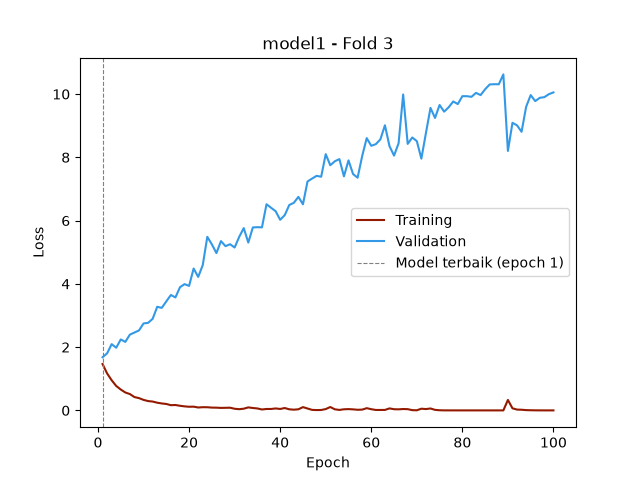 model1 - Fold 3
Loss
10
8
6
4
2
0
Training
Validation
Model terbaik (epoch 1)
0 20 40 60 80 100
Epoch